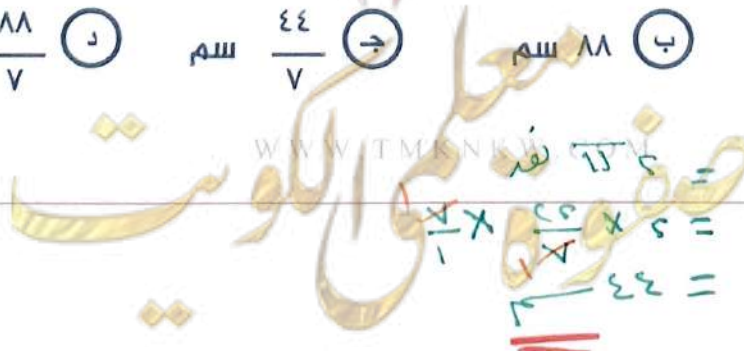 ب ٨٨ سم ج ٤٤/٧ سم د ٨٨/٧
صفوة معلمى الكويت
WWW.TMKNKW.COM
= ٢ π نق
= ٢ × ٢٢/٧ × ٧/١
= ٤٤ سم